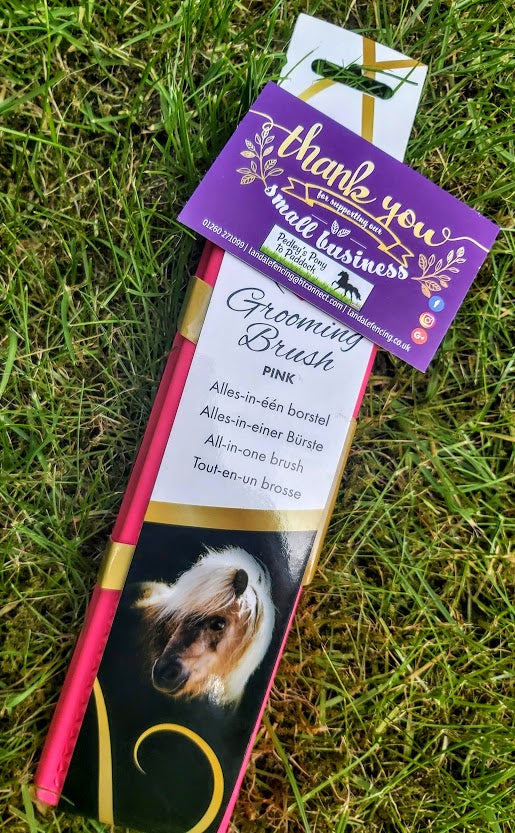 thank you
for supporting our
small business
Pedley's Pony
To Paddock
01260 271099 | landalefencing@btconnect.com | landalefencing.co.uk
Grooming
Brush
PINK
Alles-in-één borstel
Alles-in-einer Bürste
All-in-one brush
Tout-en-un brosse